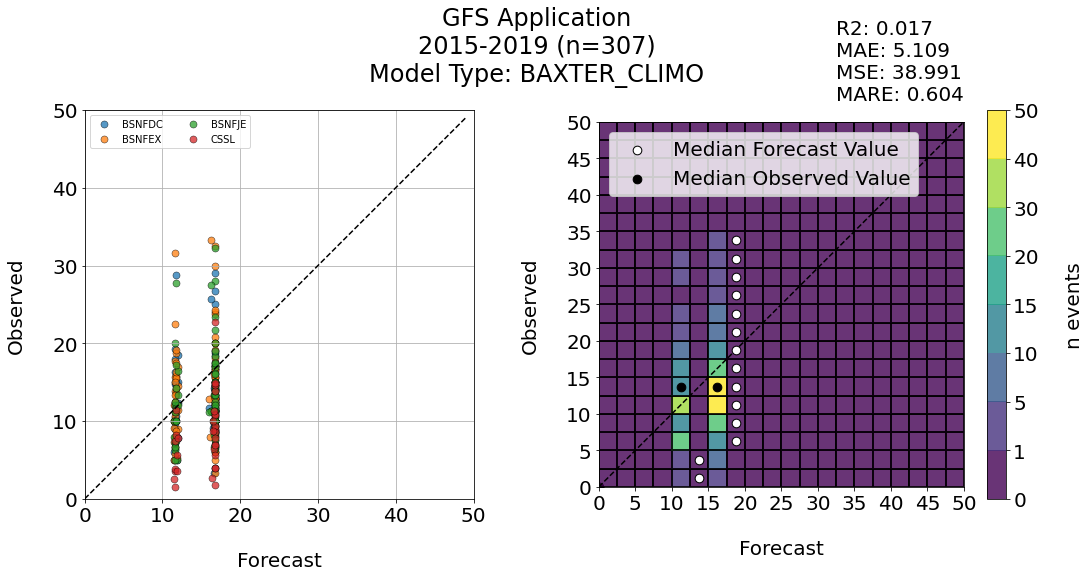 GFS Application
2015-2019 (n=307)
Model Type: BAXTER_CLIMO
R2: 0.017
MAE: 5.109
MSE: 38.991
MARE: 0.604
BSNFDC
BSNFEX
BSNFJE
CSSL
50
40
30
20
10
0
Observed
0 10 20 30 40 50
Forecast
Median Forecast Value
Median Observed Value
50
45
40
35
30
25
20
15
10
5
0
Observed
0 5 10 15 20 25 30 35 40 45 50
Forecast
50
40
30
20
15
10
5
1
0
n events